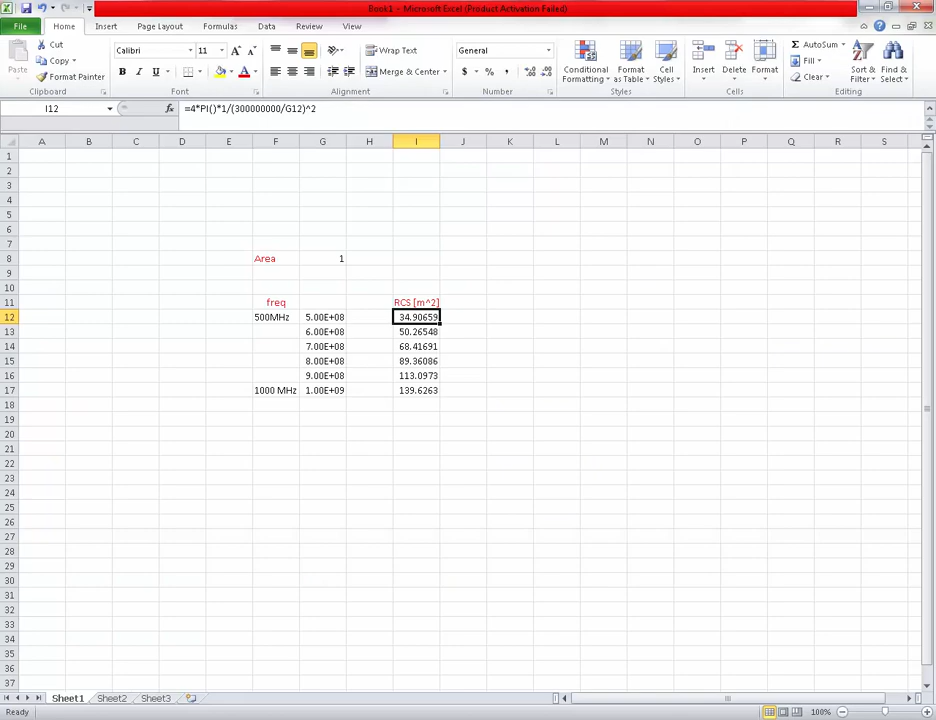 Book1 - Microsoft Excel (Product Activation Failed)
File Home Insert Page Layout Formulas Data Review View
Paste
Cut
Copy
Format Painter
Clipboard
Calibri 11
B I U
Font
Wrap Text
Merge & Center
Alignment
General
$ % ,
Number
Conditional Formatting
Format as Table
Cell Styles
Styles
Insert Delete Format
Cells
AutoSum
Fill
Clear
Sort & Filter
Find & Select
Editing
I12 fx =4*PI()*1/(300000000/G12)^2
A B C D E F G H I J K L M N O P Q R S
1
2
3
4
5
6
7
8 Area 1
9
10
11 freq RCS [m^2]
12 500MHz 5.00E+08 34.90659
13 6.00E+08 50.26548
14 7.00E+08 68.41691
15 8.00E+08 89.36086
16 9.00E+08 113.0973
17 1000 MHz 1.00E+09 139.6263
18
19
20
21
22
23
24
25
26
27
28
29
30
31
32
33
34
35
36
37
Sheet1 Sheet2 Sheet3
Ready 100%